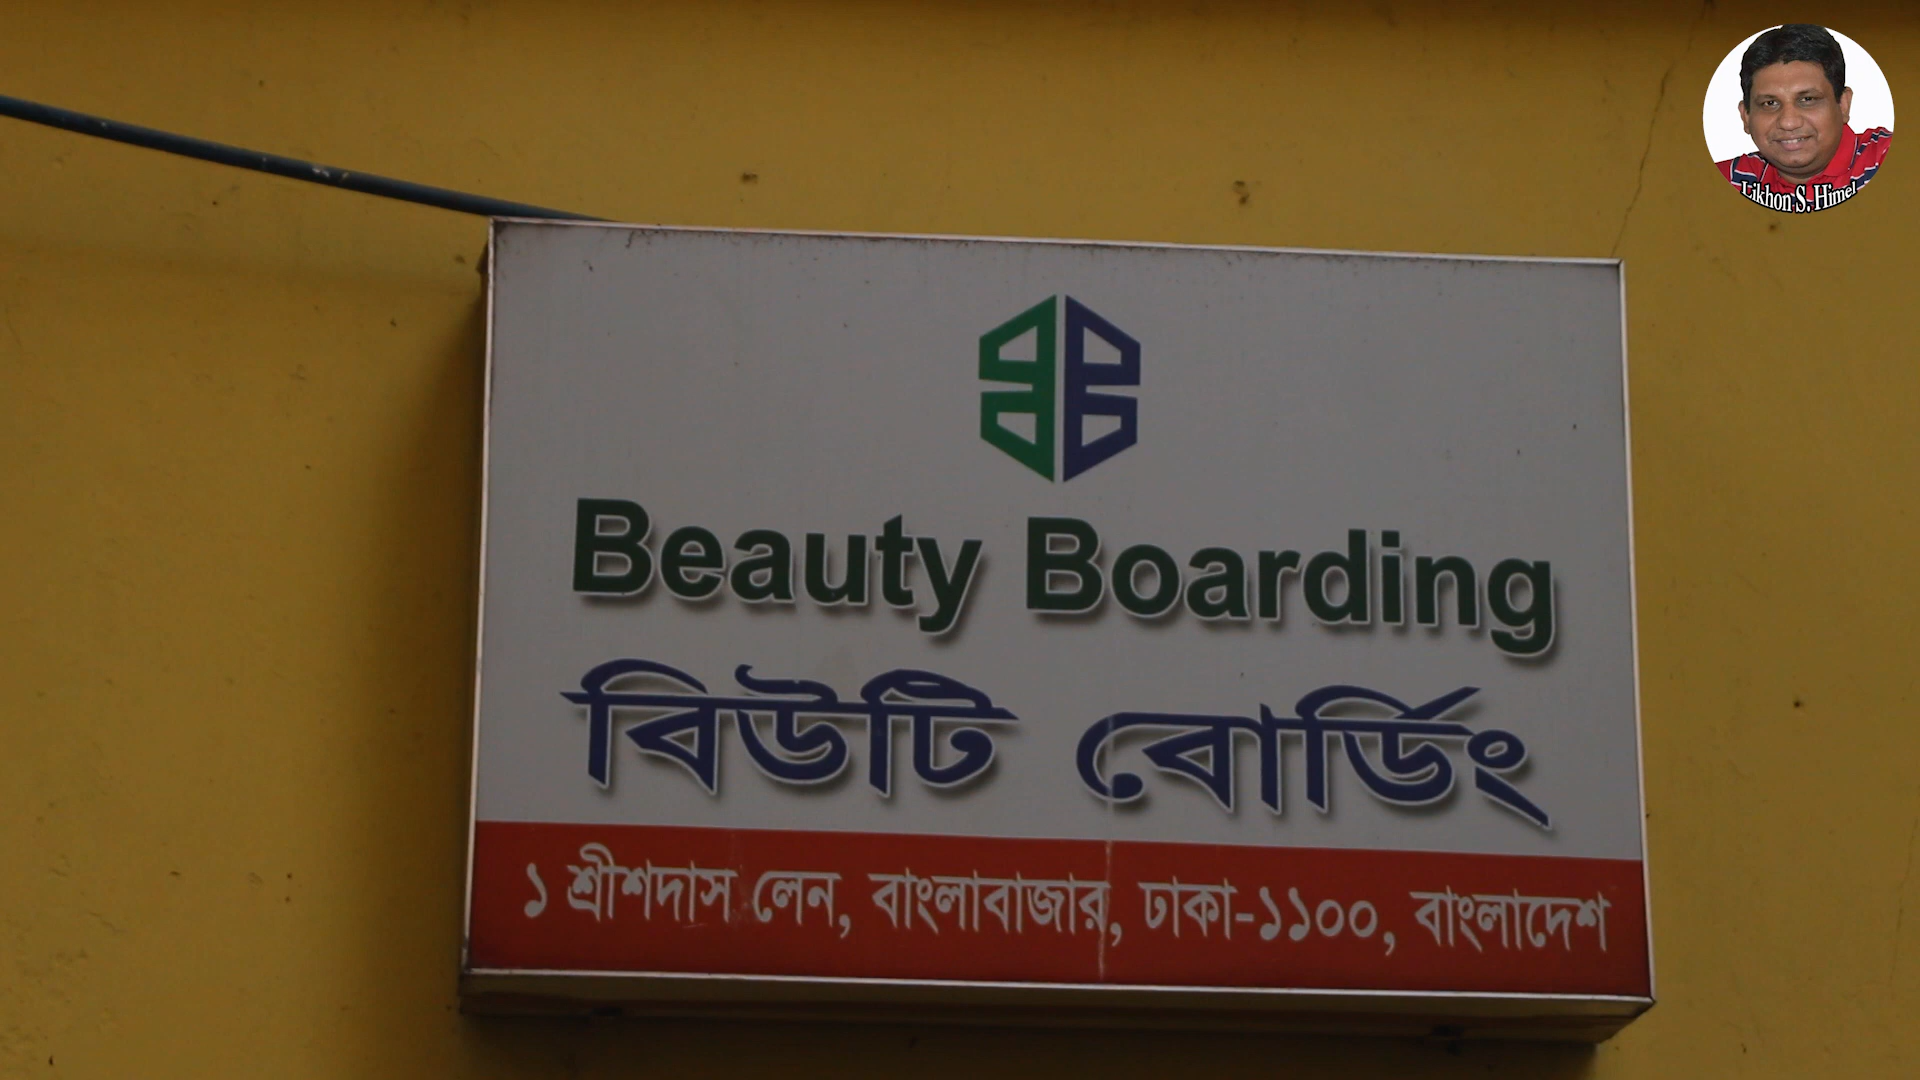 Likhon S. Himel
Beauty Boarding
বিউটি বোর্ডিং
১ শ্রীশদাস লেন, বাংলাবাজার, ঢাকা-১১০০, বাংলাদেশ